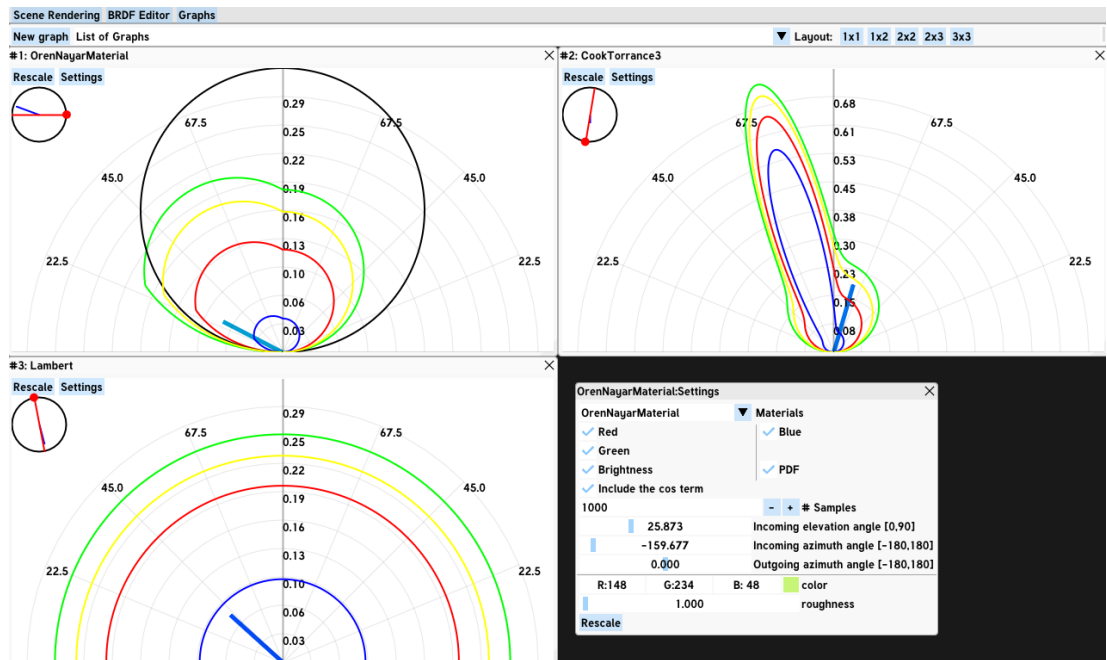 Scene Rendering BRDF Editor Graphs
New graph List of Graphs
Layout: 1x1 1x2 2x2 2x3 3x3
#1: OrenNayarMaterial
Rescale Settings
0.29
67.5 67.5
0.25
0.22
45.0 45.0
0.19
0.16
0.13
22.5 22.5
0.10
0.06
0.03
#2: CookTorrance3
Rescale Settings
0.68
67.5 67.5
0.61
0.53
45.0 45.0
0.45
0.38
0.30
22.5 22.5
0.23
0.15
0.08
#3: Lambert
Rescale Settings
0.29
67.5 67.5
0.25
0.22
45.0 45.0
0.19
0.16
0.13
22.5 22.5
0.10
0.06
0.03
OrenNayarMaterial:Settings
OrenNayarMaterial Materials
Red Blue
Green
Brightness PDF
Include the cos term
1000 - + # Samples
25.873 Incoming elevation angle [0,90]
-159.677 Incoming azimuth angle [-180,180]
0.000 Outgoing azimuth angle [-180,180]
R:148 G:234 B: 48 color
1.000 roughness
Rescale